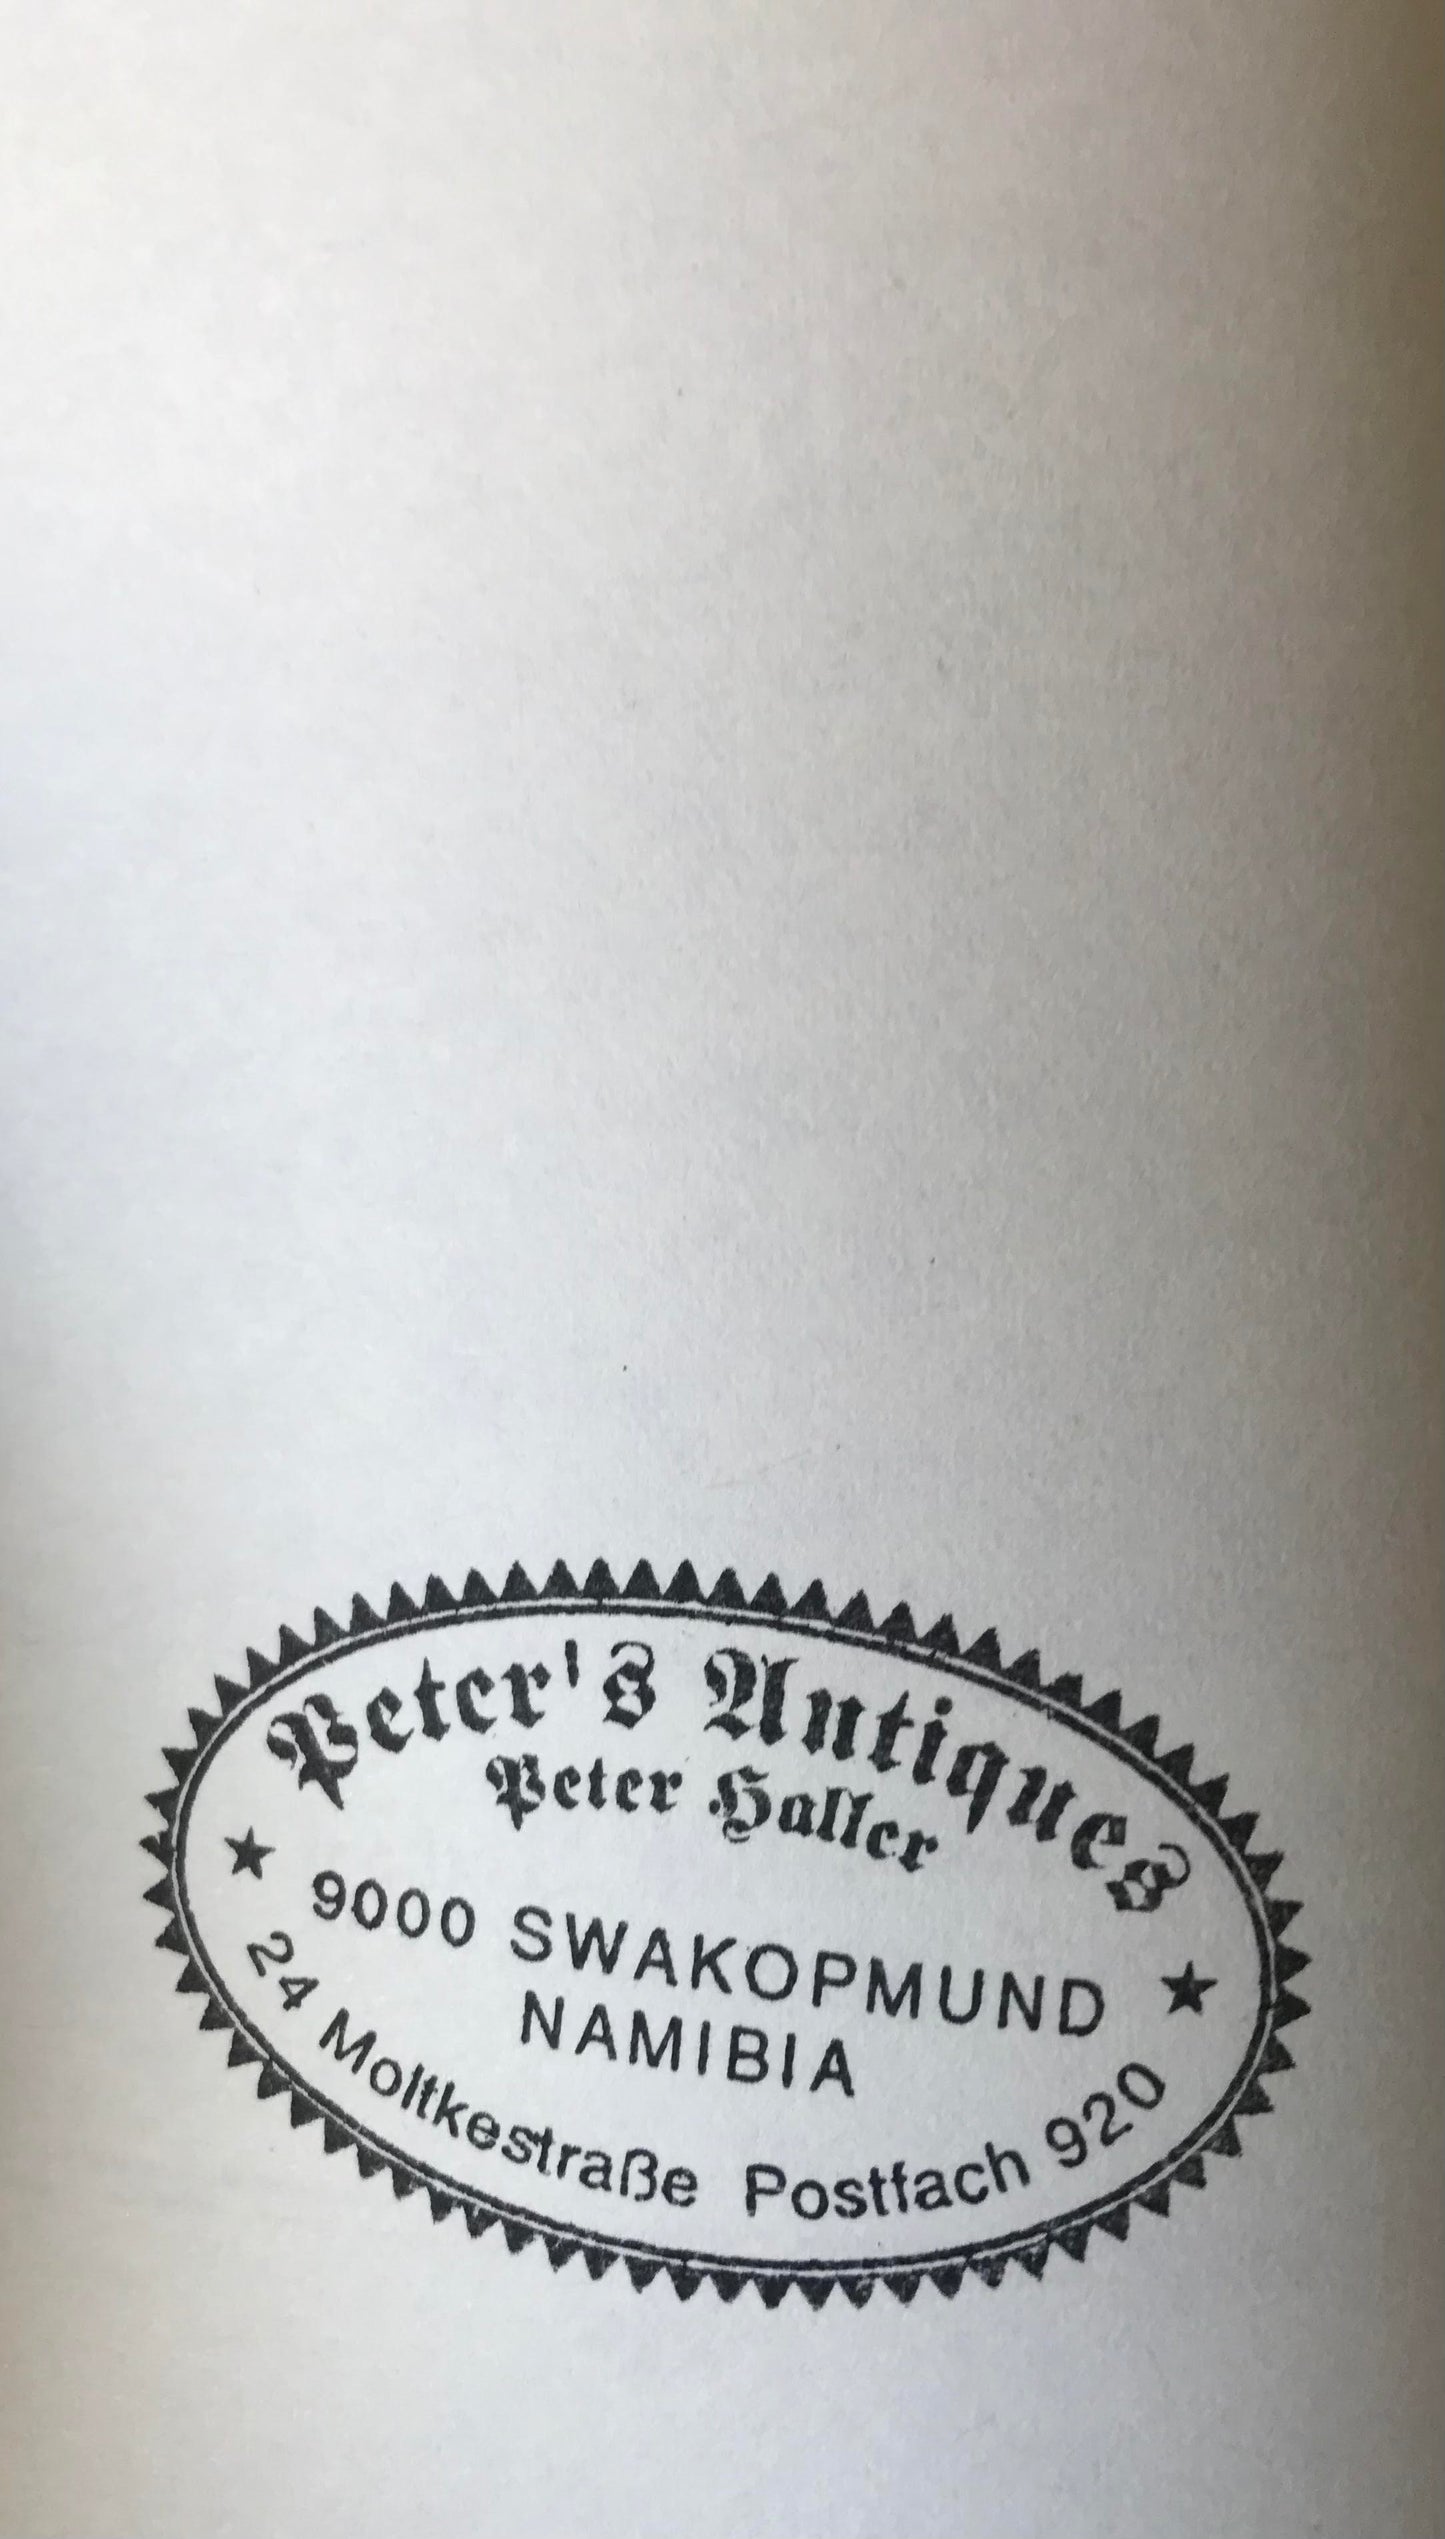 Peter's Antiques
Peter Haller
9000 SWAKOPMUND
NAMIBIA
24 Moltkestraße Postfach 920